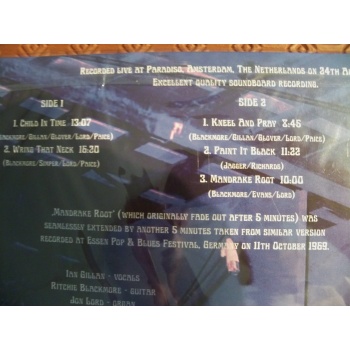 Recorded live at Paradiso, Amsterdam, The Netherlands on 24th
Excellent quality soundboard recording.
Side 1
1. Child In Time 13:07
(Blackmore/Gillan/Glover/Lord/Paice)
2. Wring That Neck 18:30
(Blackmore/Simper/Lord/Paice)
Side 2
1. Kneel And Pray 8:46
(Blackmore/Gillan/Glover/Lord/Paice)
2. Paint It Black 11:22
(Jagger/Richards)
3. Mandrake Root 10:00
(Blackmore/Evans/Lord)
„Mandrake Root" (which originally fade out after 5 minutes) was
seamlessly extended by another 5 minutes taken from similar version
recorded at Essen Pop & Blues Festival, Germany on 11th October 1969.
Ian Gillan - vocals
Ritchie Blackmore - guitar
Jon Lord - organ